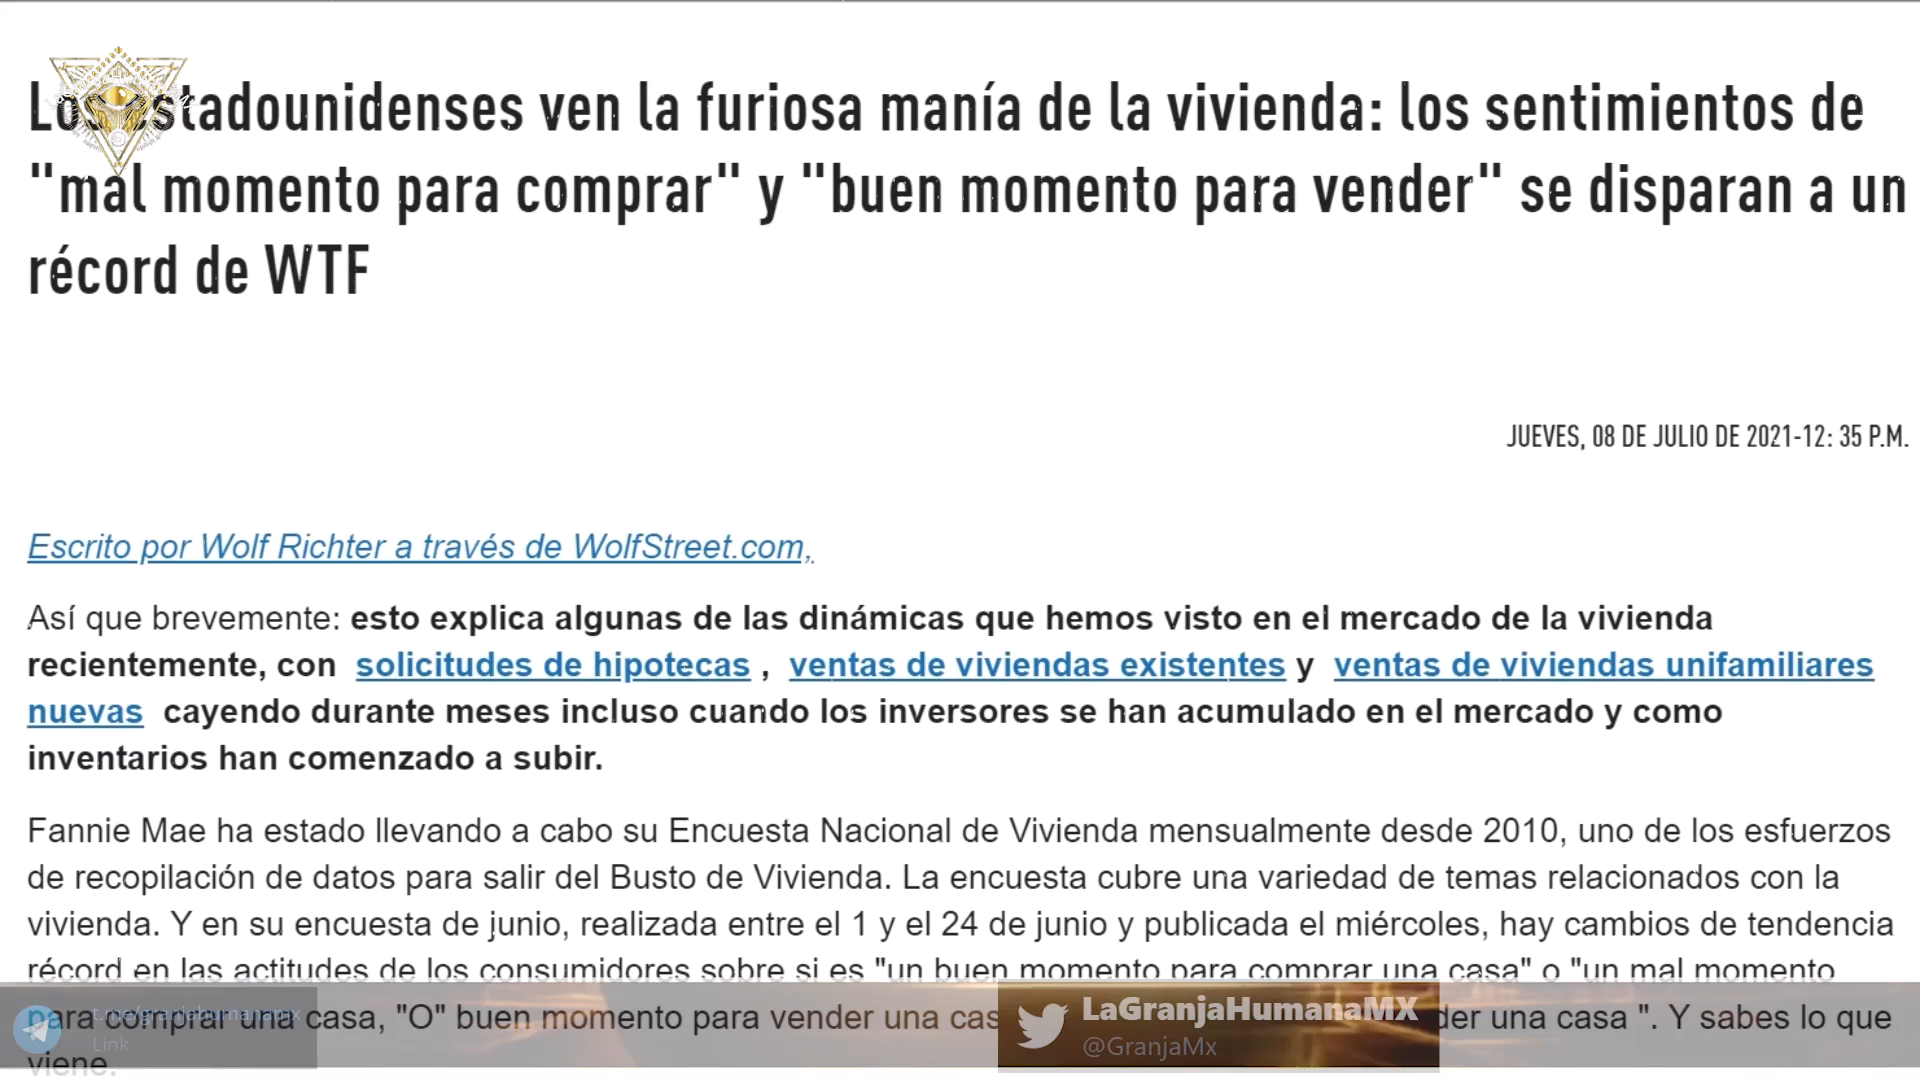 Los estadounidenses ven la furiosa manía de la vivienda: los sentimientos de
"mal momento para comprar" y "buen momento para vender" se disparan a un
récord de WTF
JUEVES, 08 DE JULIO DE 2021-12: 35 P.M.
Escrito por Wolf Richter a través de WolfStreet.com,
Así que brevemente: esto explica algunas de las dinámicas que hemos visto en el mercado de la vivienda
recientemente, con solicitudes de hipotecas , ventas de viviendas existentes y ventas de viviendas unifamiliares
nuevas cayendo durante meses incluso cuando los inversores se han acumulado en el mercado y como
inventarios han comenzado a subir.
Fannie Mae ha estado llevando a cabo su Encuesta Nacional de Vivienda mensualmente desde 2010, uno de los esfuerzos
de recopilación de datos para salir del Busto de Vivienda. La encuesta cubre una variedad de temas relacionados con la
vivienda. Y en su encuesta de junio, realizada entre el 1 y el 24 de junio y publicada el miércoles, hay cambios de tendencia
récord en las actitudes de los consumidores sobre si es "un buen momento para comprar una casa" o "un mal momento
para comprar una casa, "O" buen momento para vender una der una casa ". Y sabes lo que
viene.
t.me/granjahumanamx
Link
LaGranjaHumanaMX
@GranjaMx